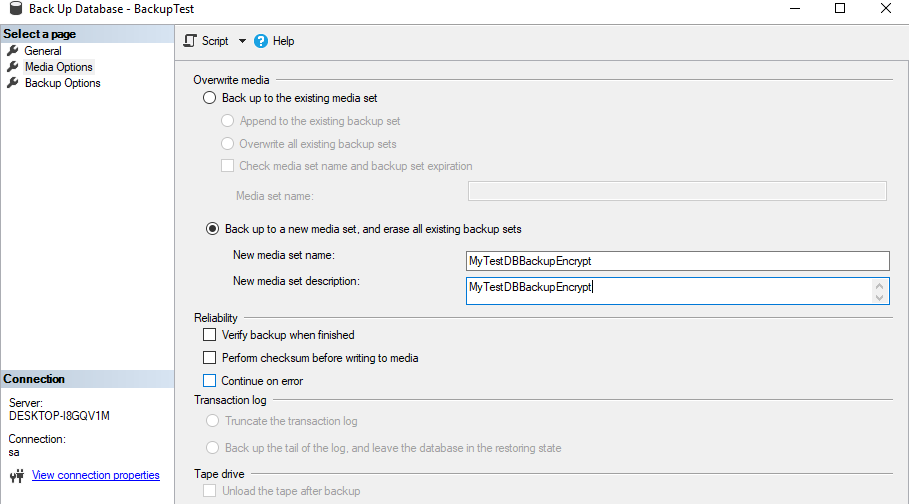 Back Up Database - BackupTest
Select a page
General
Media Options
Backup Options
Script
Help
Overwrite media
Back up to the existing media set
Append to the existing backup set
Overwrite all existing backup sets
Check media set name and backup set expiration
Media set name:
Back up to a new media set, and erase all existing backup sets
New media set name:
MyTestDBBackupEncrypt
New media set description:
MyTestDBBackupEncrypt
Reliability
Verify backup when finished
Perform checksum before writing to media
Continue on error
Transaction log
Truncate the transaction log
Back up the tail of the log, and leave the database in the restoring state
Tape drive
Unload the tape after backup
Connection
Server:
DESKTOP-I8GQV1M
Connection:
sa
View connection properties